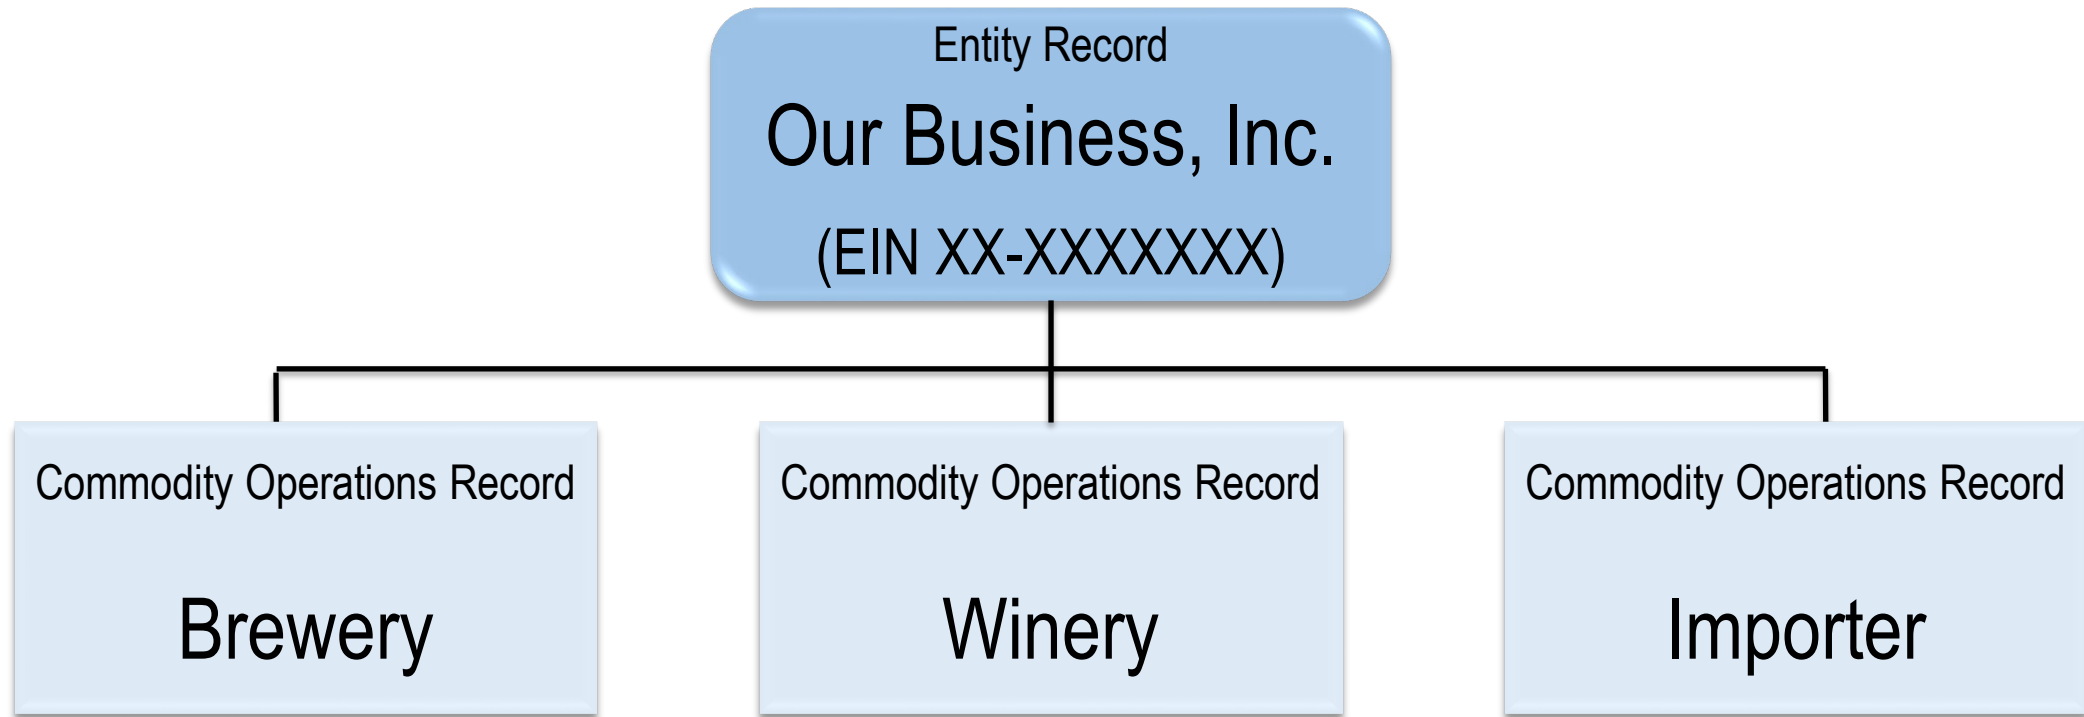 Entity Record
Our Business, Inc.
(EIN XX-XXXXXXX)
Commodity Operations Record
Brewery
Commodity Operations Record
Winery
Commodity Operations Record
Importer